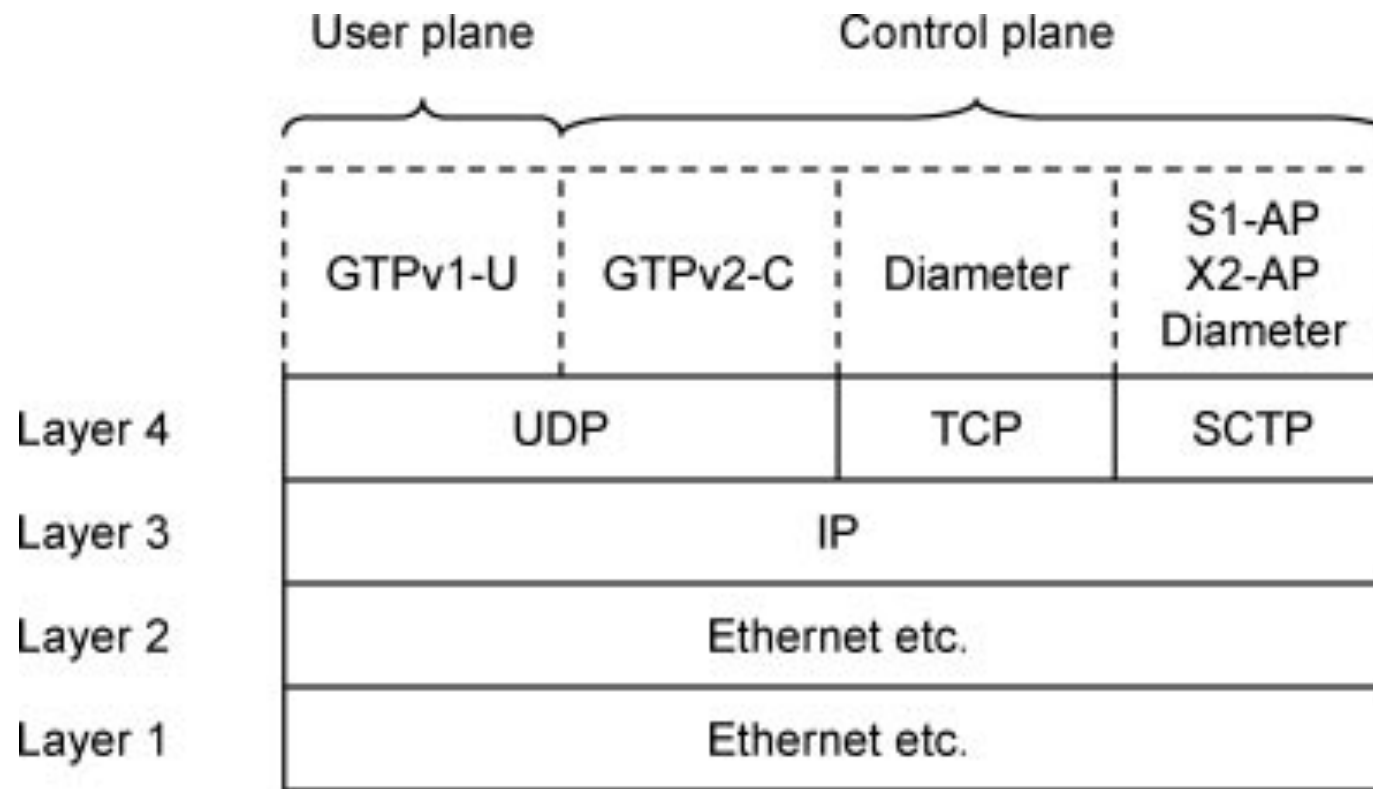 User plane Control plane
GTPv1-U GTPv2-C Diameter S1-AP
X2-AP
Diameter
Layer 4 UDP TCP SCTP
Layer 3 IP
Layer 2 Ethernet etc.
Layer 1 Ethernet etc.